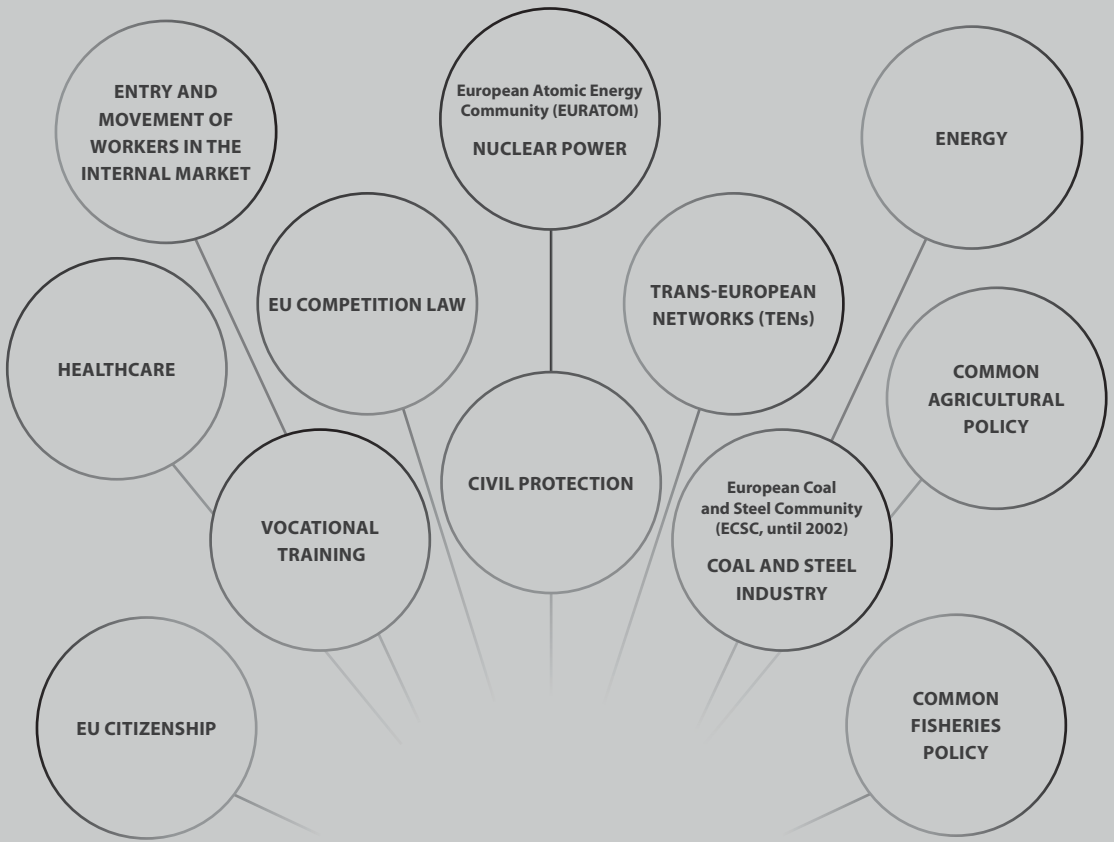 ENTRY AND
MOVEMENT OF
WORKERS IN THE
INTERNAL MARKET
European Atomic Energy
Community (EURATOM)
NUCLEAR POWER
ENERGY
EU COMPETITION LAW
TRANS-EUROPEAN
NETWORKS (TENs)
HEALTHCARE
COMMON
AGRICULTURAL
POLICY
VOCATIONAL
TRAINING
CIVIL PROTECTION
European Coal
and Steel Community
(ECSC, until 2002)
COAL AND STEEL
INDUSTRY
EU CITIZENSHIP
COMMON
FISHERIES
POLICY